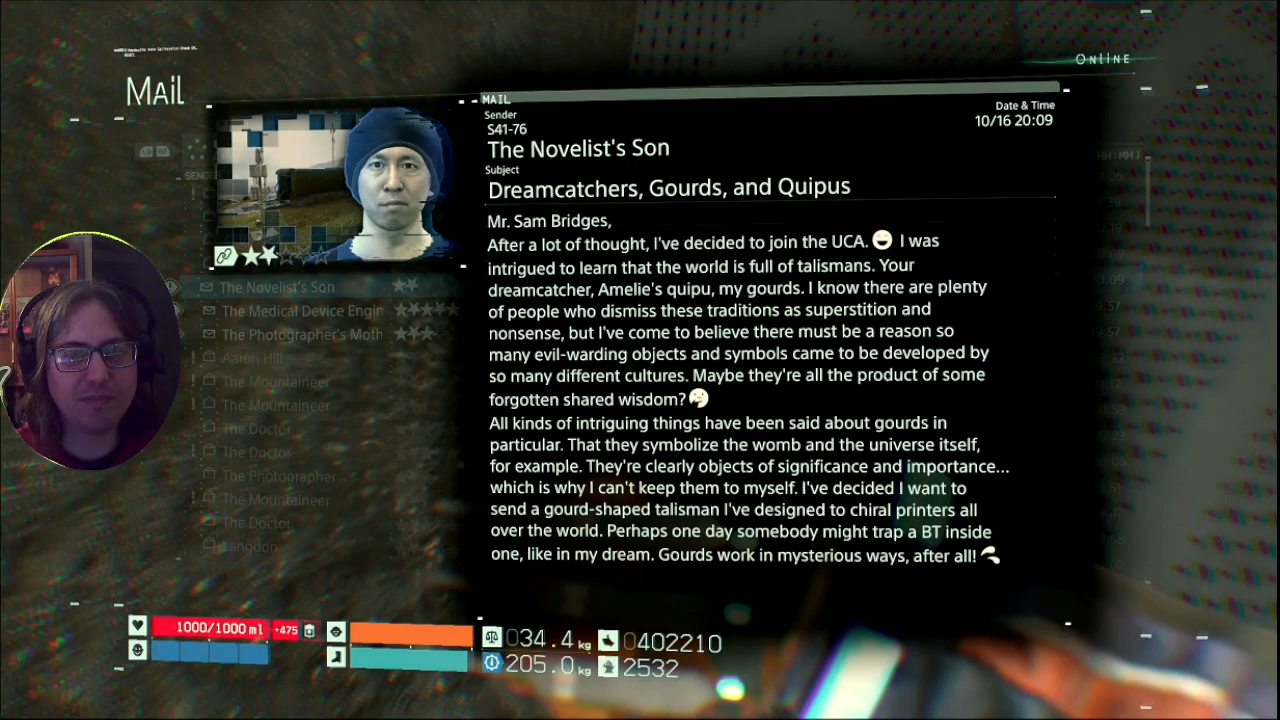 ONLINE
MAIL
MAIL
Sender
S41-76
The Novelist's Son
Date & Time
10/16 20:09
Subject
Dreamcatchers, Gourds, and Quipus
Mr. Sam Bridges,
After a lot of thought, I've decided to join the UCA. I was
intrigued to learn that the world is full of talismans. Your
dreamcatcher, Amelie's quipu, my gourds. I know there are plenty
of people who dismiss these traditions as superstition and
nonsense, but I've come to believe there must be a reason so
many evil-warding objects and symbols came to be developed by
so many different cultures. Maybe they're all the product of some
forgotten shared wisdom?
All kinds of intriguing things have been said about gourds in
particular. That they symbolize the womb and the universe itself,
for example. They're clearly objects of significance and importance...
which is why I can't keep them to myself. I've decided I want to
send a gourd-shaped talisman I've designed to chiral printers all
over the world. Perhaps one day somebody might trap a BT inside
one, like in my dream. Gourds work in mysterious ways, after all!
LB RB
The Novelist's Son
The Medical Device Engin
The Photographer's Moth
Aaron Hill
The Mountaineer
The Mountaineer
The Doctor
The Doctor
The Photographer
The Mountaineer
The Doctor
Langdon
1000/1000 ml +475
034.4 kg 0402210
205.0 kg 2532